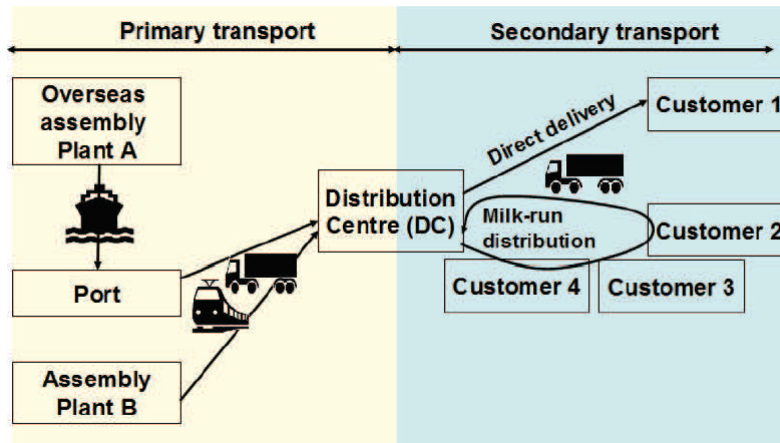 Primary transport
Secondary transport
Overseas
assembly
Plant A
Port
Assembly
Plant B
Distribution
Centre (DC)
Direct delivery
Customer 1
Milk-run
distribution
Customer 2
Customer 4
Customer 3